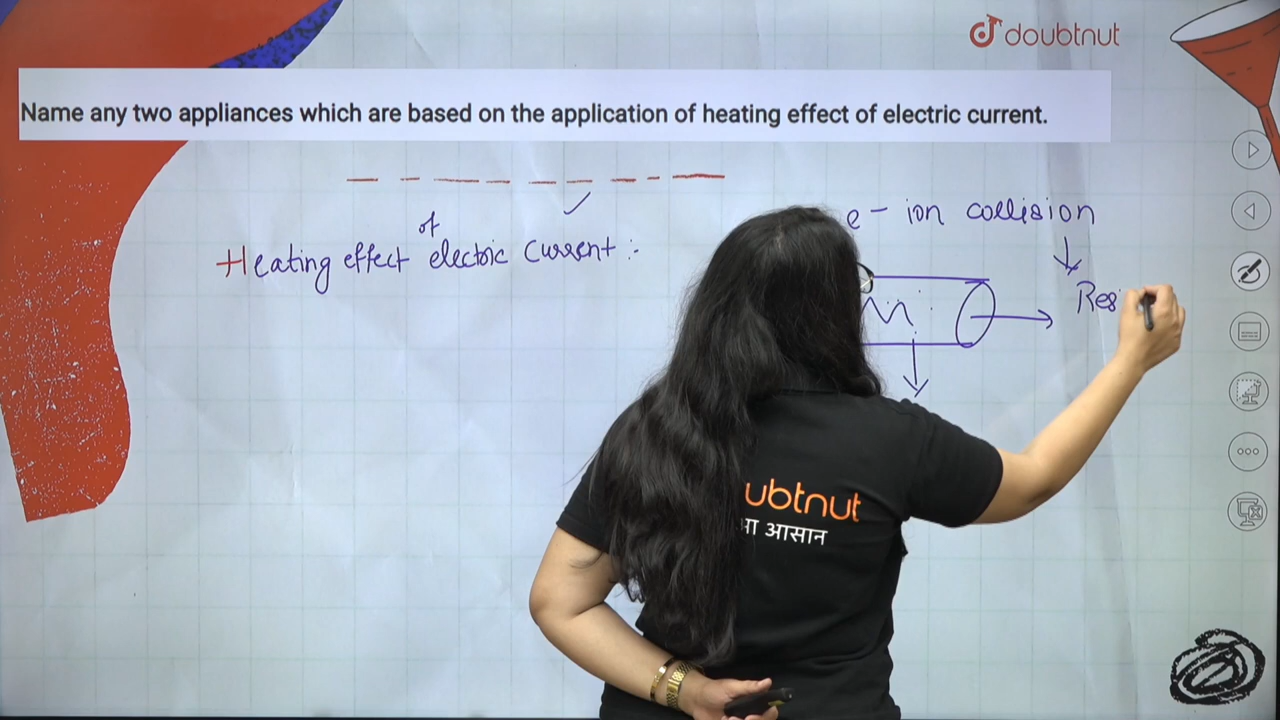 doubtnut
Name any two appliances which are based on the application of heating effect of electric current.
of
Heating effect electric current :-
e- ion collision
Res
ubtnut
आसान